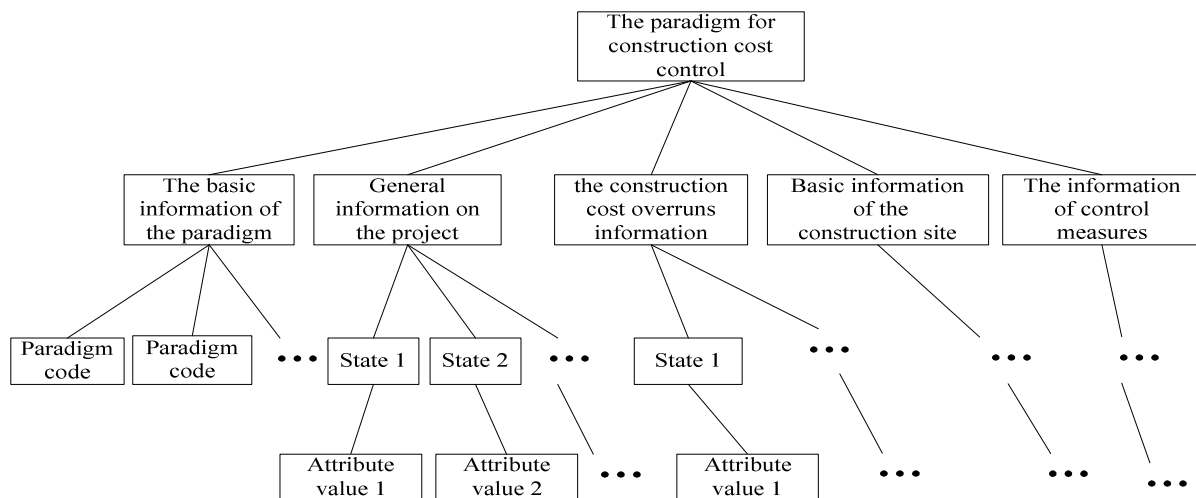 The paradigm for
construction cost
control
The basic
information of
the paradigm
General
information on
the project
the construction
cost overruns
information
Basic information
of the
construction site
The information
of control
measures
Paradigm
code
Paradigm
code
•••
State 1
State 2
•••
State 1
•••
•••
•••
Attribute
value 1
Attribute
value 2
•••
Attribute
value 1
•••
•••
•••